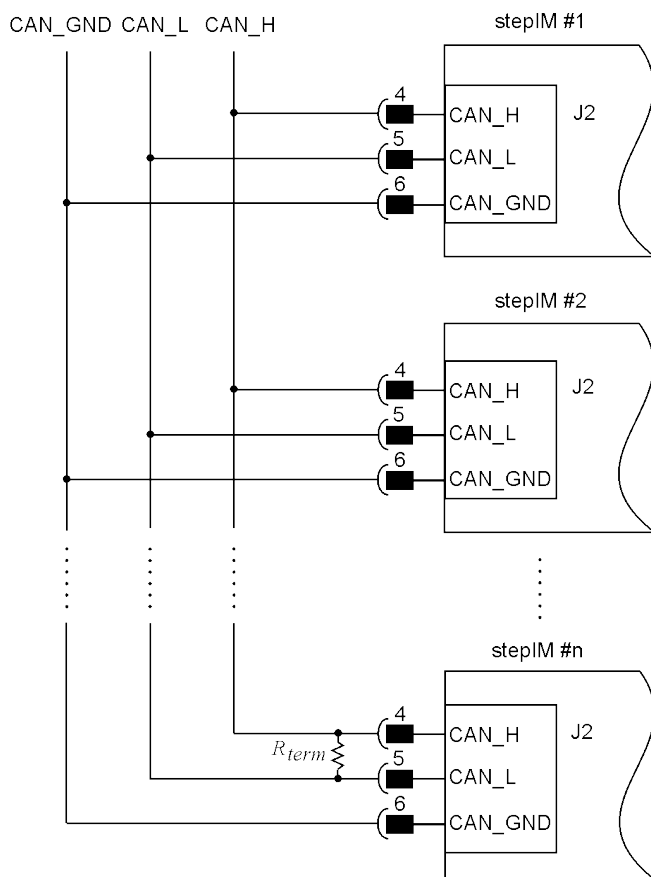 CAN_GND CAN_L CAN_H
stepIM #1
4
CAN_H
J2
5
CAN_L
6
CAN_GND
stepIM #2
4
CAN_H
J2
5
CAN_L
6
CAN_GND
stepIM #n
4
CAN_H
J2
Rterm
5
CAN_L
6
CAN_GND